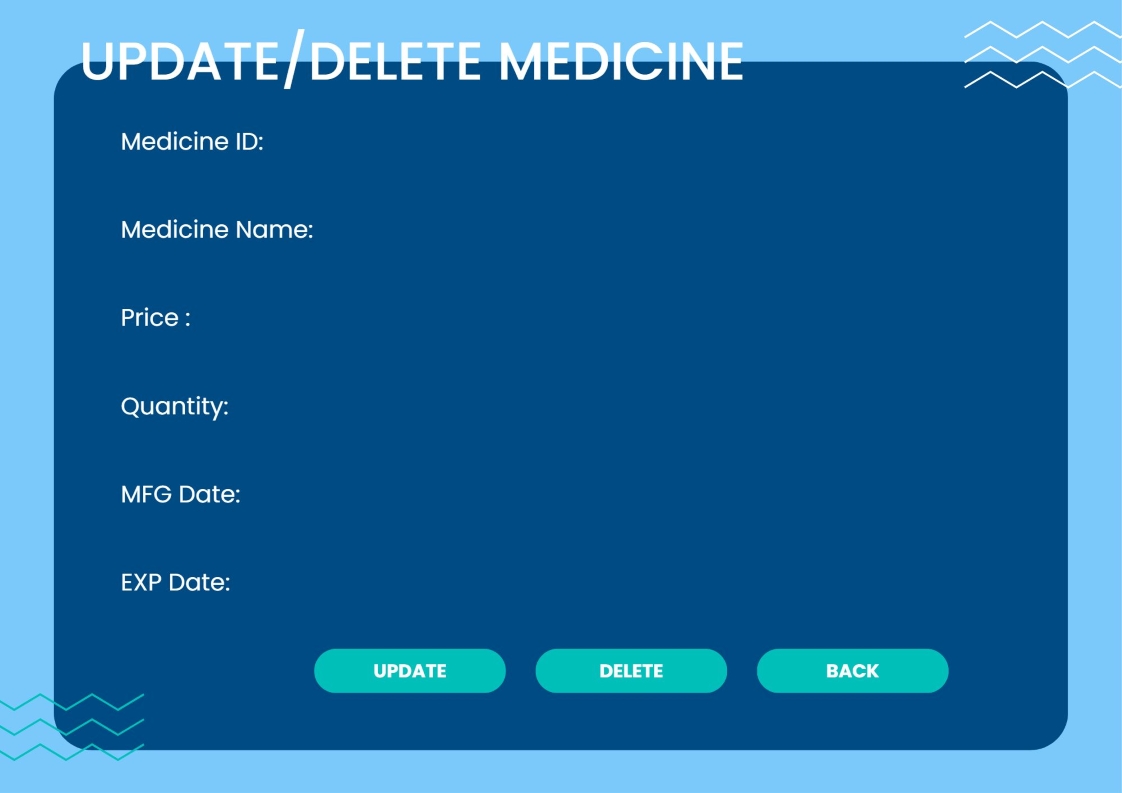 UPDATE/DELETE MEDICINE
Medicine ID:
Medicine Name:
Price :
Quantity:
MFG Date:
EXP Date:
UPDATE DELETE BACK